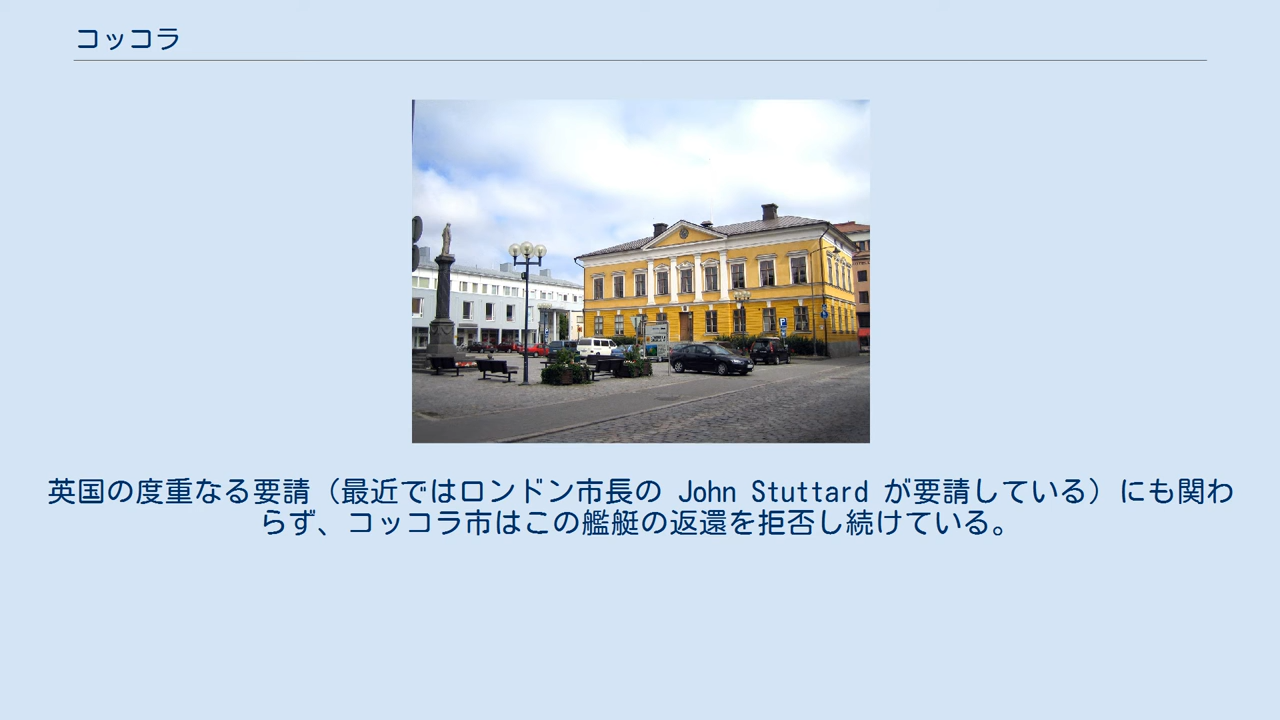 コッコラ
英国の度重なる要請（最近ではロンドン市長の John Stuttard が要請している）にも関わ
らず、コッコラ市はこの艦艇の返還を拒否し続けている。